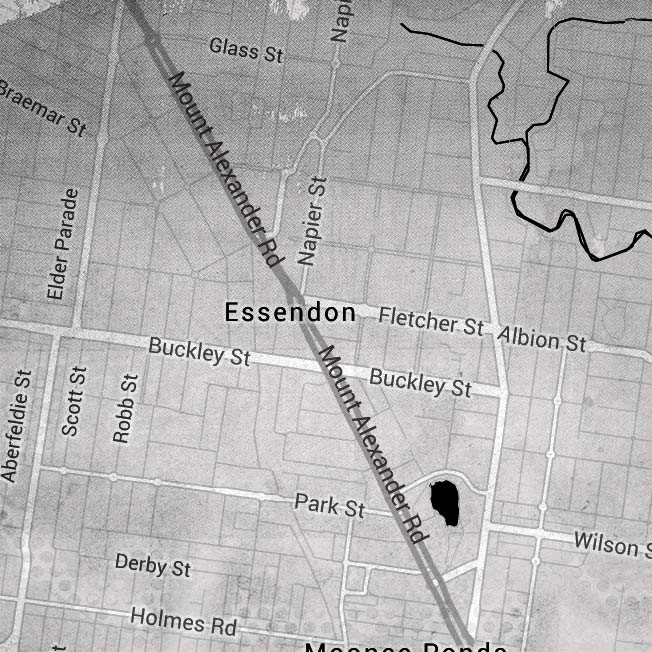 Napi
Glass St
Braemar St
Mount Alexander Rd
Elder Parade
Napier St
Essendon
Fletcher St
Albion St
Buckley St
Buckley St
Mount Alexander Rd
Aberfeldie St
Scott St
Robb St
Park St
Wilson S
Derby St
Holmes Rd
Moonee Ponds
st